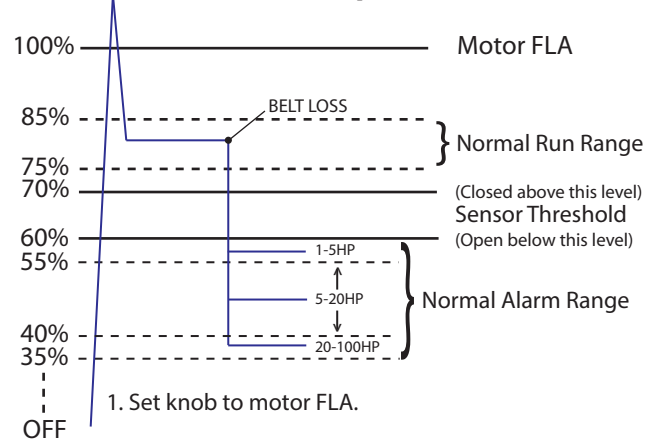 100%
Motor FLA
85%
BELT LOSS
Normal Run Range
75%
70%
(Closed above this level)
Sensor Threshold
60%
(Open below this level)
1-5HP
55%
5-20HP
Normal Alarm Range
40%
20-100HP
35%
1. Set knob to motor FLA.
OFF